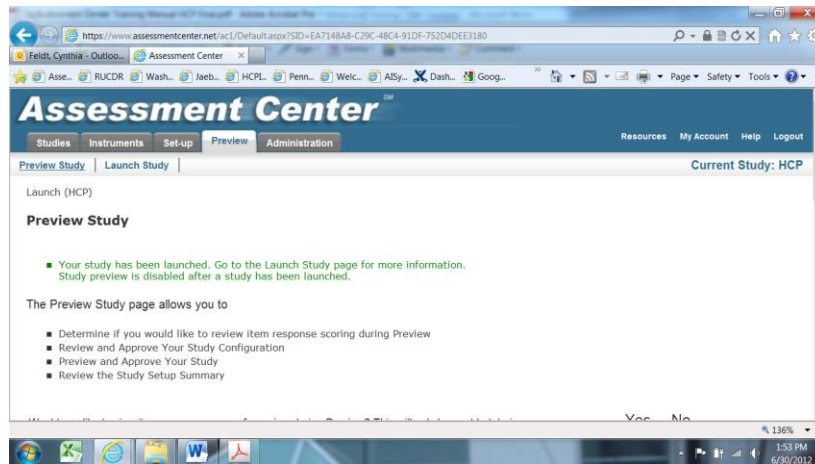 https://www.assessmentcenter.net/ac1/Default.aspx?SID=EA7148A8-C29C-48C4-91DF-752D4DEE3180
Feldt, Cynthia - Outloo... Assessment Center
Asse... RUCDR Wash... Jaeb... HCPL... Penn... Welc... AISy... Dash... Goog... Page Safety Tools
Assessment Center SM
Resources My Account Help Logout
Studies Instruments Set-up Preview Administration
Preview Study Launch Study Current Study: HCP
Launch (HCP)
Preview Study
Your study has been launched. Go to the Launch Study page for more information.
Study preview is disabled after a study has been launched.
The Preview Study page allows you to
Determine if you would like to review item response scoring during Preview
Review and Approve Your Study Configuration
Preview and Approve Your Study
Review the Study Setup Summary
Yes No
136%
1:53 PM
6/30/2012